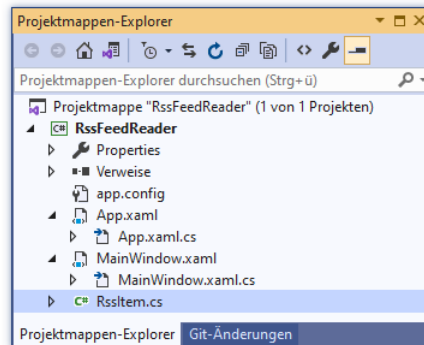 Projektmappen-Explorer
Projektmappen-Explorer durchsuchen (Strg+ü)
Projektmappe "RssFeedReader" (1 von 1 Projekten)
C# RssFeedReader
Properties
Verweise
app.config
App.xaml
App.xaml.cs
MainWindow.xaml
MainWindow.xaml.cs
C# RssItem.cs
Projektmappen-Explorer Git-Änderungen